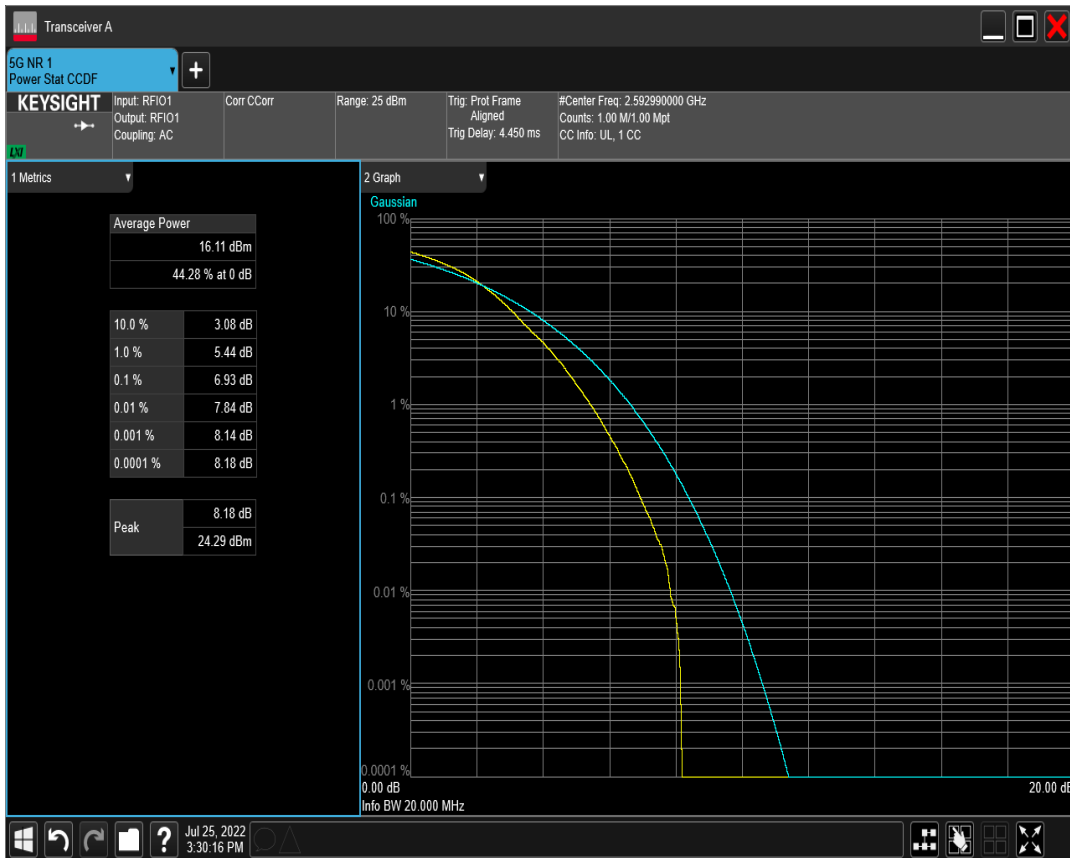 Transceiver A
5G NR 1
Power Stat CCDF
+
KEYSIGHT
LXI
Input: RFIO1
Output: RFIO1
Coupling: AC
Corr CCorr
Range: 25 dBm
Trig: Prot Frame
Aligned
Trig Delay: 4.450 ms
#Center Freq: 2.592990000 GHz
Counts: 1.00 M/1.00 Mpt
CC Info: UL, 1 CC
1 Metrics
Average Power
16.11 dBm
44.28 % at 0 dB
10.0 % 3.08 dB
1.0 % 5.44 dB
0.1 % 6.93 dB
0.01 % 7.84 dB
0.001 % 8.14 dB
0.0001 % 8.18 dB
Peak
8.18 dB
24.29 dBm
2 Graph
Gaussian
100 %
10 %
1 %
0.1 %
0.01 %
0.001 %
0.0001 %
0.00 dB
20.00 dB
Info BW 20.000 MHz
?
Jul 25, 2022
3:30:16 PM